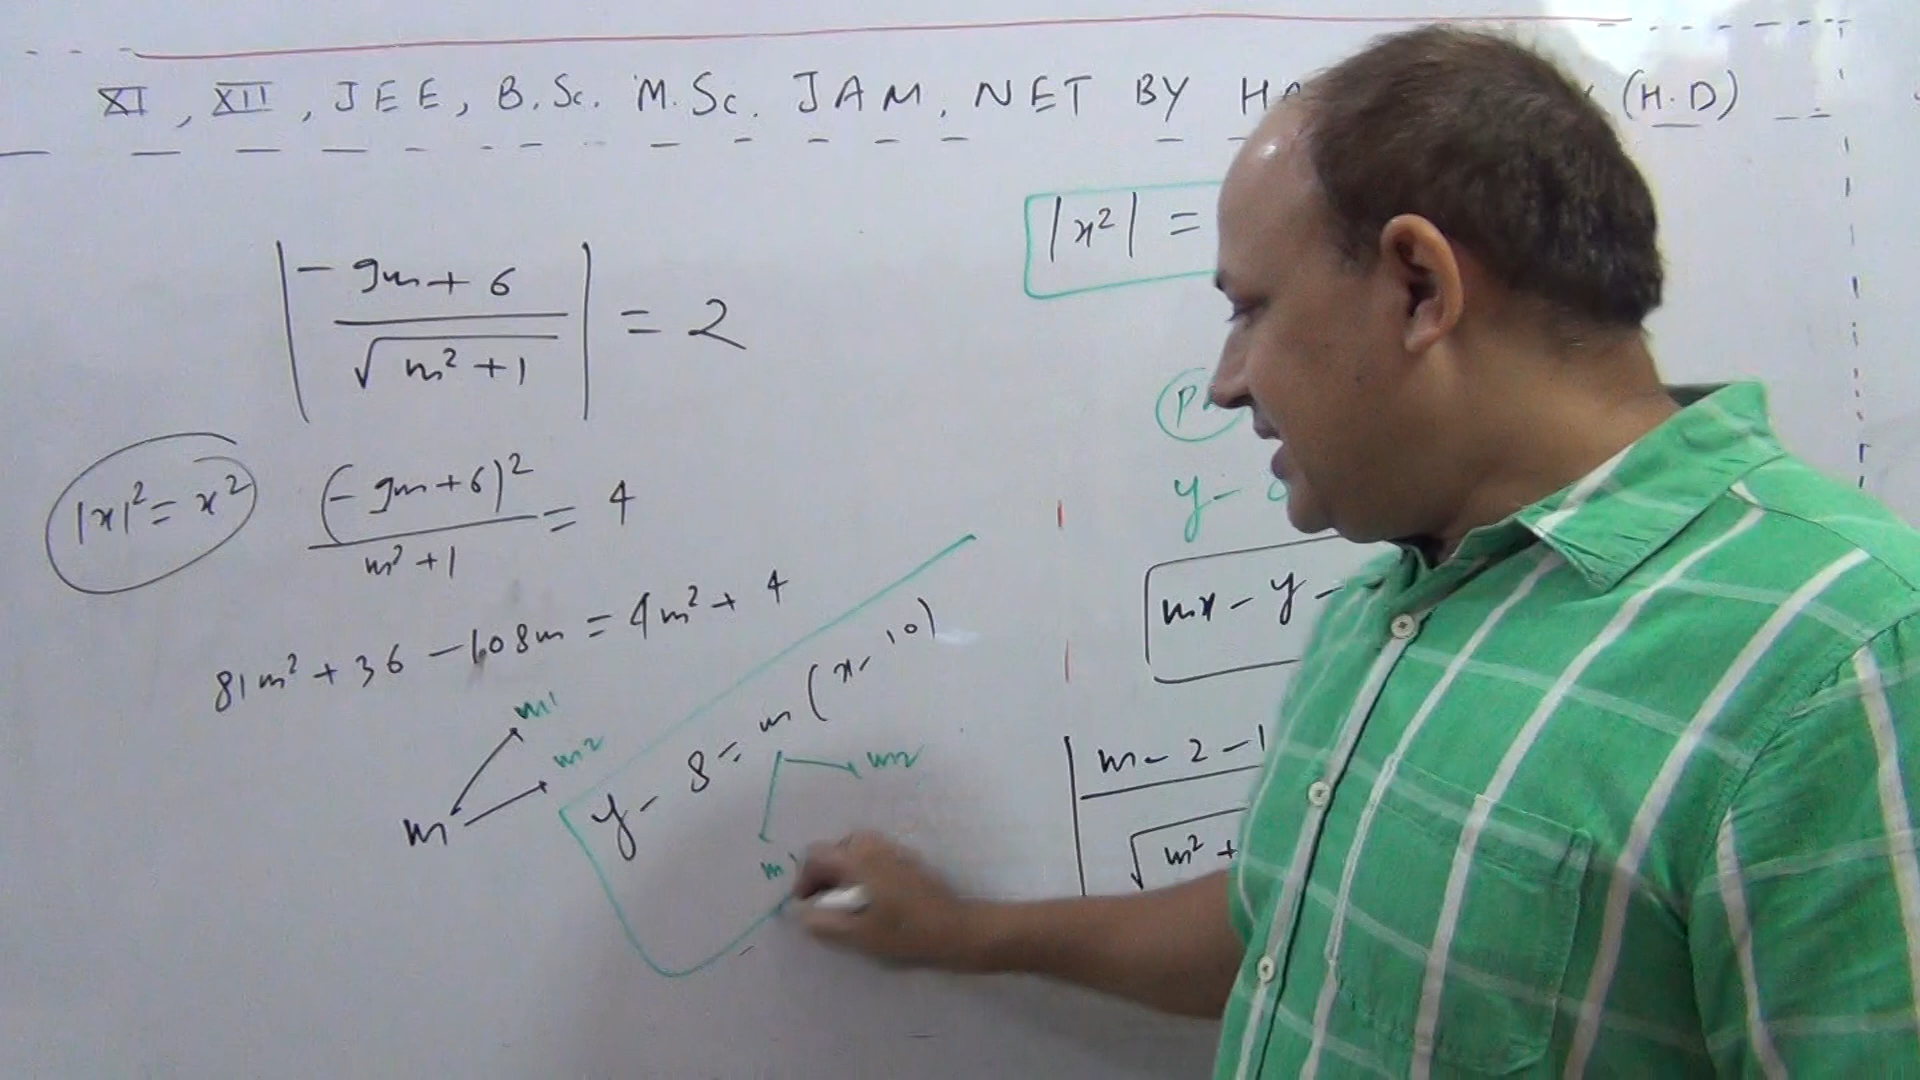 XI, XII, JEE, B.Sc. M.Sc. JAM, NET BY (H.D)
|x²| =
|-9m+6 / √m²+1| = 2
|x|² = x²
(-9m+6)² / m²+1 = 4
y -
81m² + 36 - 108m = 4m² + 4
mx - y -
m m1 m2
y - 8 = m(x - 10)
m1 m2
m - 2 - 1
√m² +